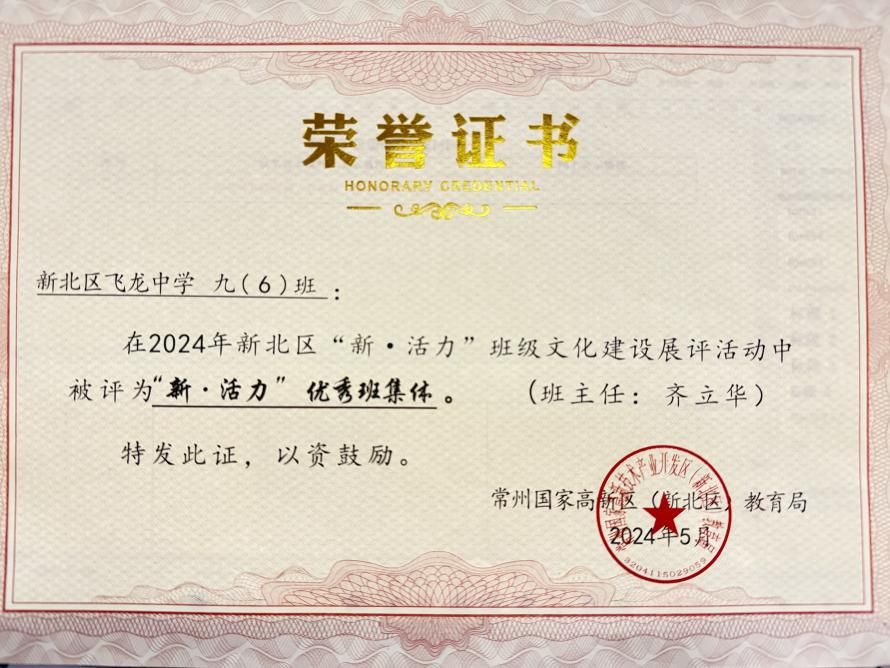 荣誉证书
HONORARY CREDENTIAL
新北区飞龙中学 九(6)班：
在2024年新北区“新·活力”班级文化建设展评活动中
被评为“新·活力” 优秀班集体。 （班主任： 齐立华）
特发此证，以资鼓励。
常州国家高新区（新北区）教育局
2024年5月
3204115029059